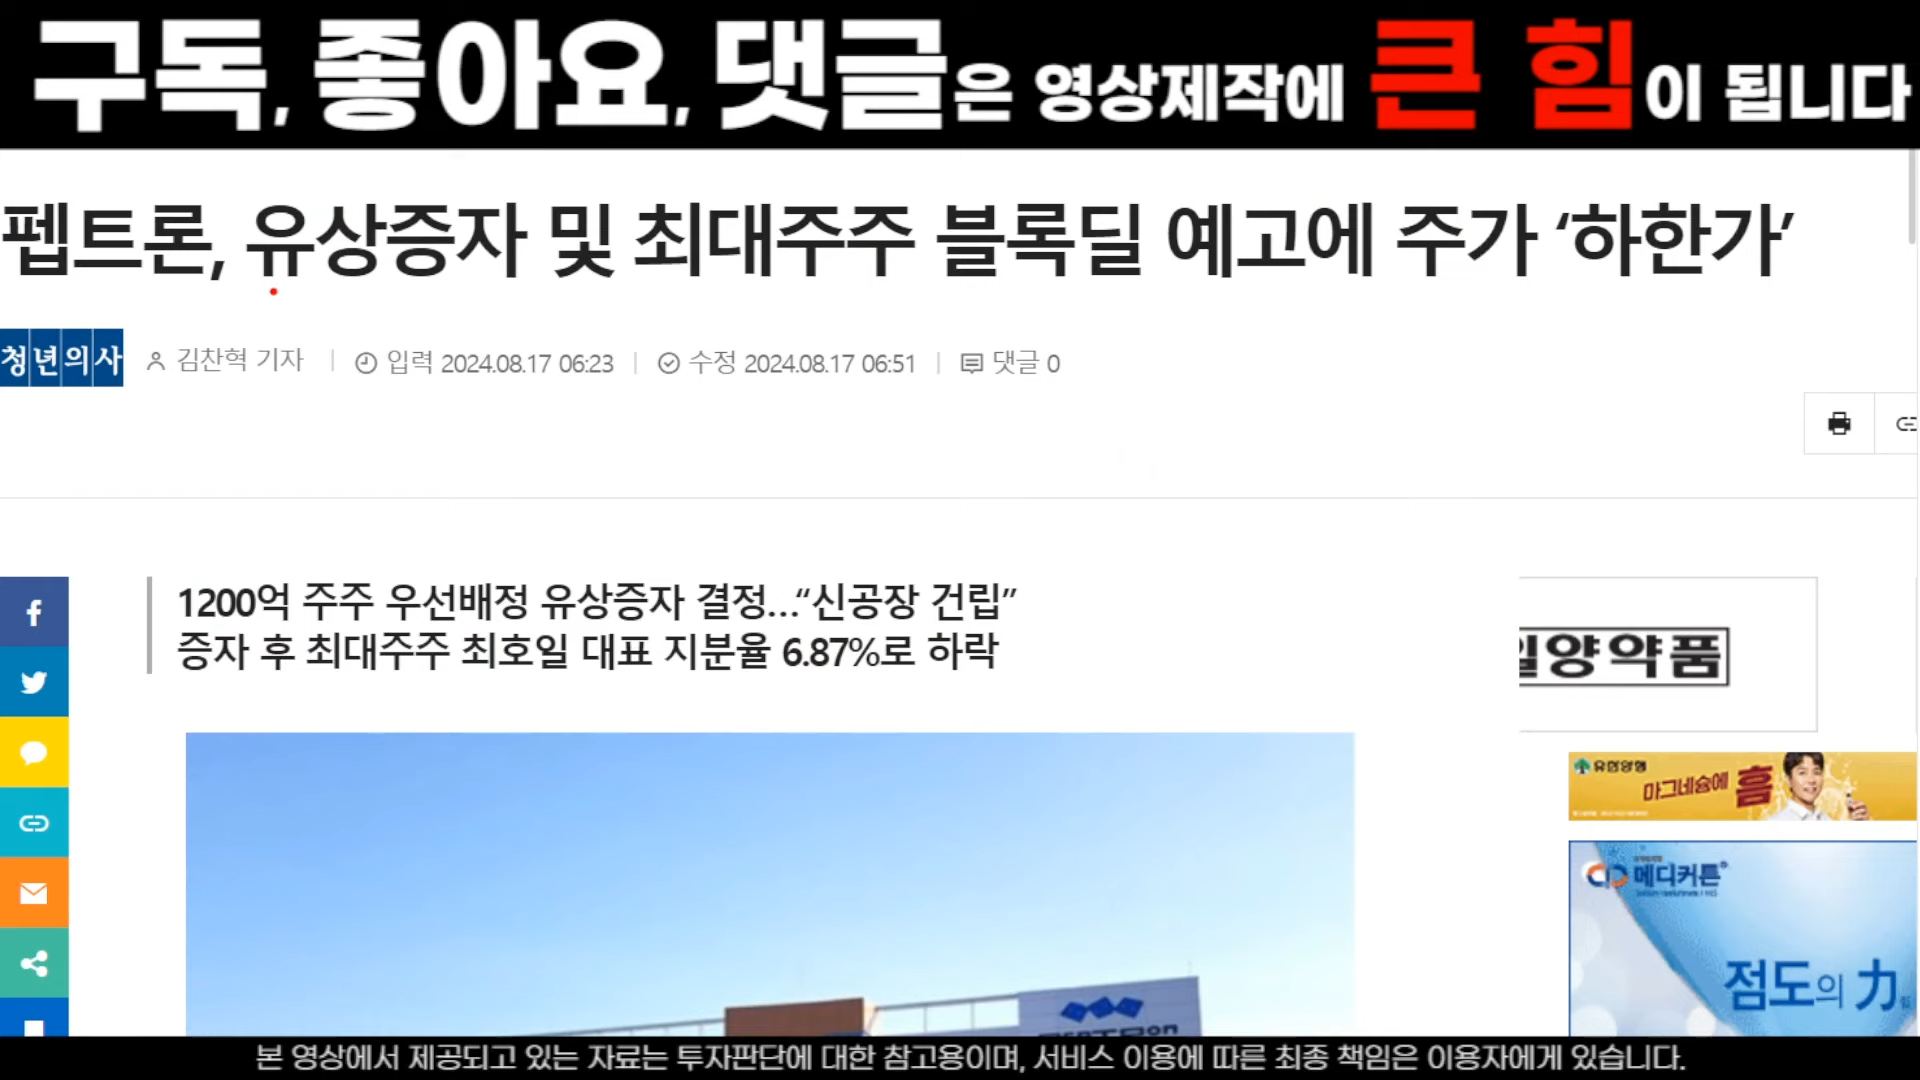 구독, 좋아요, 댓글은 영상제작에 큰 힘이 됩니다
펩트론, 유상증자 및 최대주주 블록딜 예고에 주가 ‘하한가’
청년의사 김찬혁 기자 입력 2024.08.17 06:23 수정 2024.08.17 06:51 댓글 0
1200억 주주 우선배정 유상증자 결정…“신공장 건립”
증자 후 최대주주 최호일 대표 지분율 6.87%로 하락
일양약품
유한양행
마그네슘에 흠
메디커튼
점도의 力
본 영상에서 제공되고 있는 자료는 투자판단에 대한 참고용이며, 서비스 이용에 따른 최종 책임은 이용자에게 있습니다.